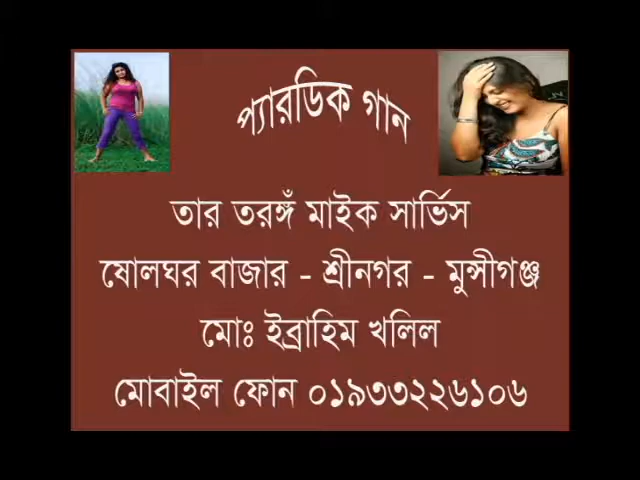 প্যারডিক গান
তার তরঙ্গঁ মাইক সার্ভিস
ষোলঘর বাজার - শ্রীনগর - মুন্সীগঞ্জ
মোঃ ইব্রাহিম খলিল
মোবাইল ফোন ০১৯৩৩২২৬১০৬